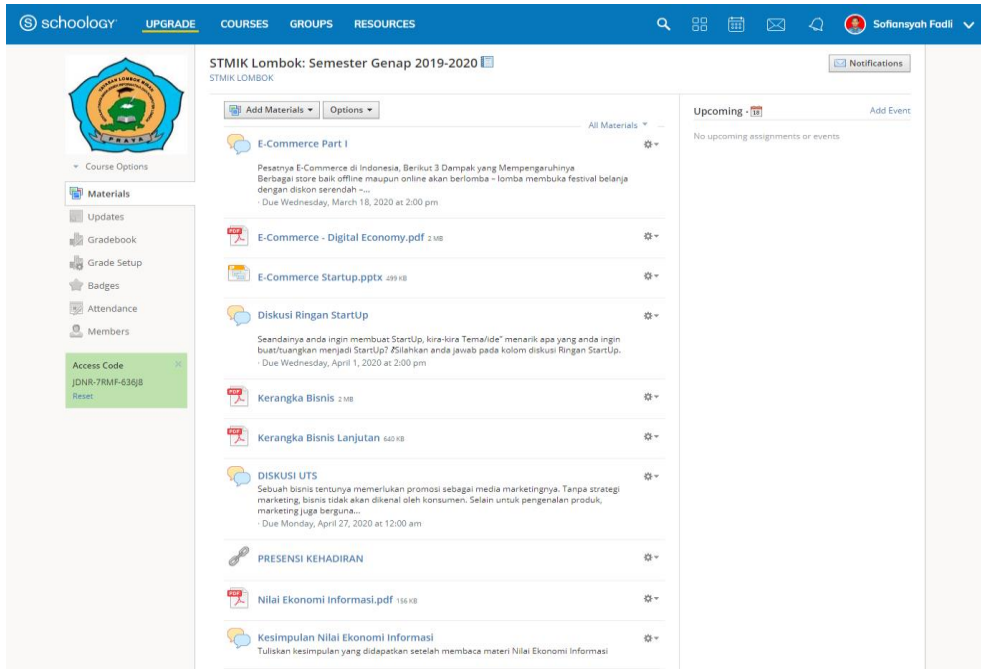 schoology
UPGRADE
COURSES
GROUPS
RESOURCES
Sofiansyah Fadli
STMIK Lombok: Semester Genap 2019-2020
STMIK LOMBOK
Notifications
PRAYA
Course Options
Materials
Updates
Gradebook
Grade Setup
Badges
Attendance
Members
Access Code
JDNR-7RMF-636J8
Reset
Add Materials
Options
All Materials
E-Commerce Part I
Pesatnya E-Commerce di Indonesia, Berikut 3 Dampak yang Mempengaruhinya
Berbagai store baik offline maupun online akan berlomba – lomba membuka festival belanja
dengan diskon serendah –...
· Due Wednesday, March 18, 2020 at 2:00 pm
E-Commerce - Digital Economy.pdf 2 MB
E-Commerce Startup.pptx 499 KB
Diskusi Ringan StartUp
Seandainya anda ingin membuat StartUp, kira-kira Tema/ide" menarik apa yang anda ingin
buat/tuangkan menjadi StartUp? Silahkan anda jawab pada kolom diskusi Ringan StartUp.
· Due Wednesday, April 1, 2020 at 2:00 pm
Kerangka Bisnis 2 MB
Kerangka Bisnis Lanjutan 640 KB
DISKUSI UTS
Sebuah bisnis tentunya memerlukan promosi sebagai media marketingnya. Tanpa strategi
marketing, bisnis tidak akan dikenal oleh konsumen. Selain untuk pengenalan produk,
marketing juga berguna...
· Due Monday, April 27, 2020 at 12:00 am
PRESENSI KEHADIRAN
Nilai Ekonomi Informasi.pdf 156 KB
Kesimpulan Nilai Ekonomi Informasi
Tuliskan kesimpulan yang didapatkan setelah membaca materi Nilai Ekonomi Informasi
Upcoming · 18
Add Event
No upcoming assignments or events